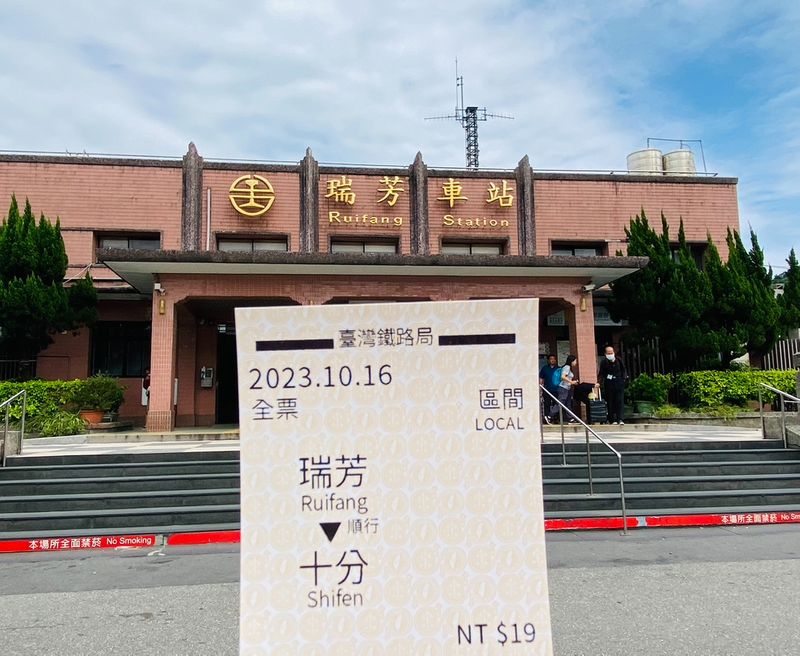 瑞芳車站
Ruifang Station
臺灣鐵路局
2023.10.16
全票 區間
LOCAL
瑞芳
Ruifang
▼順行
十分
Shifen
NT $19
本場所全面禁菸 No Smoking
本場所全面禁菸 No Smoking